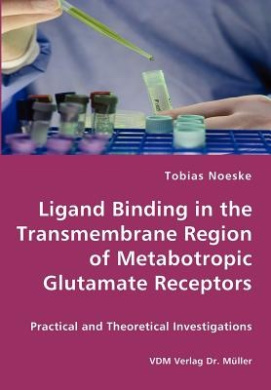 Tobias Noeske
Ligand Binding in the
Transmembrane Region
of Metabotropic
Glutamate Receptors
Practical and Theoretical Investigations
VDM Verlag Dr. Müller